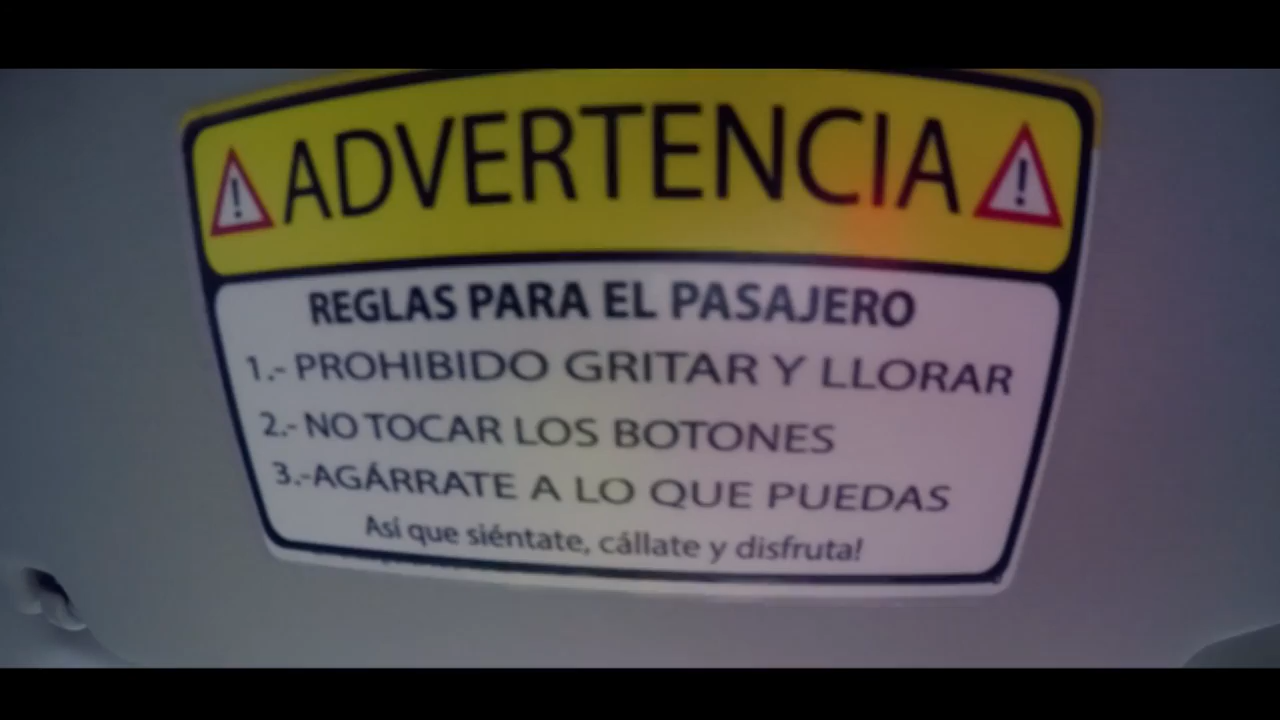 ADVERTENCIA
REGLAS PARA EL PASAJERO
1.- PROHIBIDO GRITAR Y LLORAR
2.- NO TOCAR LOS BOTONES
3.-AGÁRRATE A LO QUE PUEDAS
Así que siéntate, cállate y disfruta!